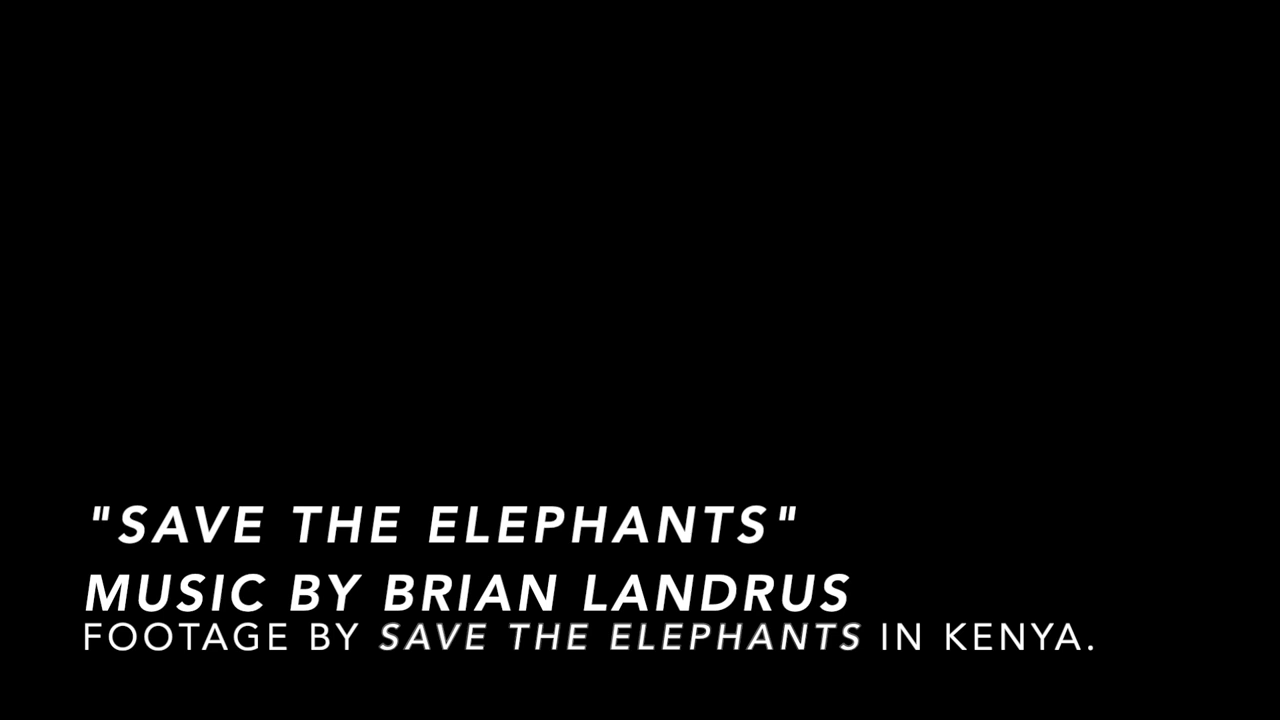 "SAVE THE ELEPHANTS"
MUSIC BY BRIAN LANDRUS
FOOTAGE BY SAVE THE ELEPHANTS IN KENYA.